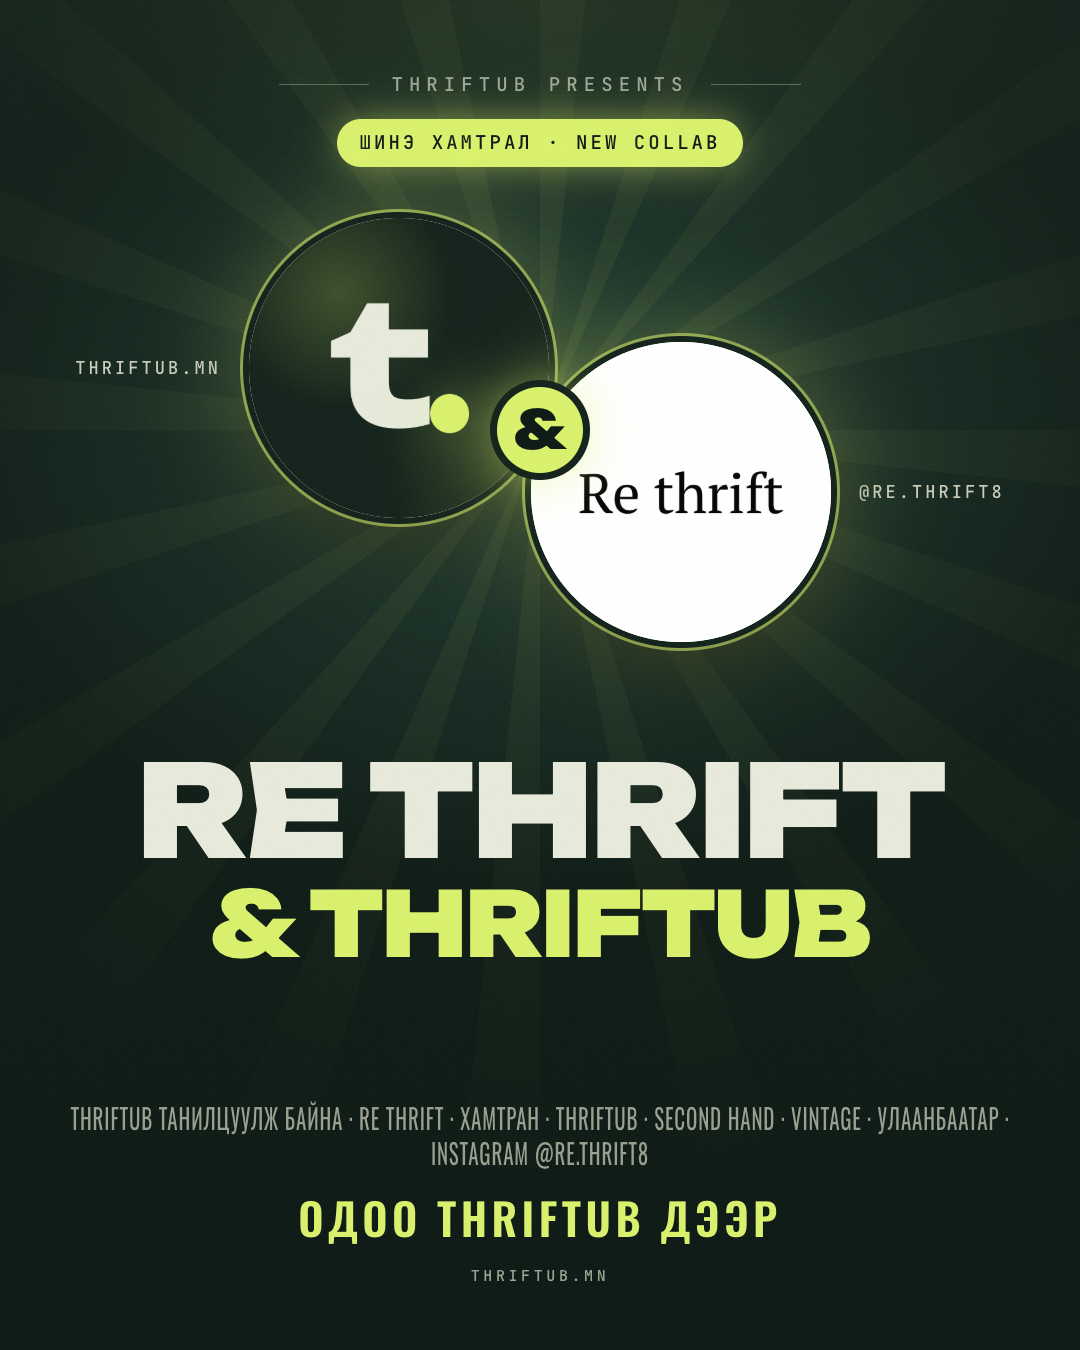 THRIFTUB PRESENTS
ШИНЭ ХАМТРАЛ · NEW COLLAB
t.
THRIFTUB.MN
&
Re thrift
@RE.THRIFT8
RE THRIFT
& THRIFTUB
THRIFTUB ТАНИЛЦУУЛЖ БАЙНА · RE THRIFT · ХАМТРАН · THRIFTUB · SECOND HAND · VINTAGE · УЛААНБААТАР ·
INSTAGRAM @RE.THRIFT8
ОДОО THRIFTUB ДЭЭР
THRIFTUB.MN